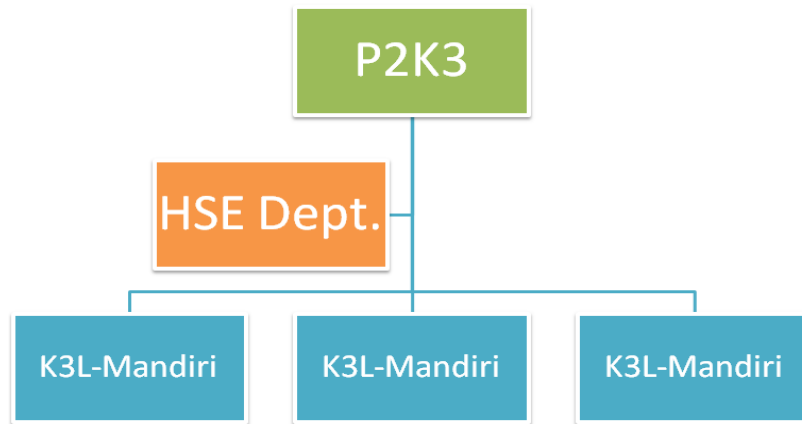 P2K3
HSE Dept.
K3L-Mandiri
K3L-Mandiri
K3L-Mandiri